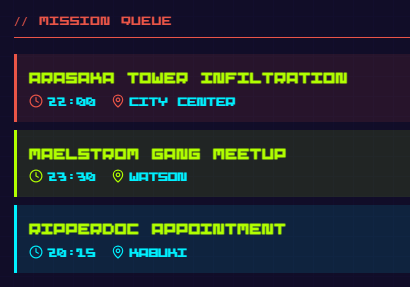 // MISSION QUEUE
ARASAKA TOWER INFILTRATION
22:00 CITY CENTER
MAELSTROM GANG MEETUP
23:30 WATSON
RIPPERDOC APPOINTMENT
20:15 KABUKI